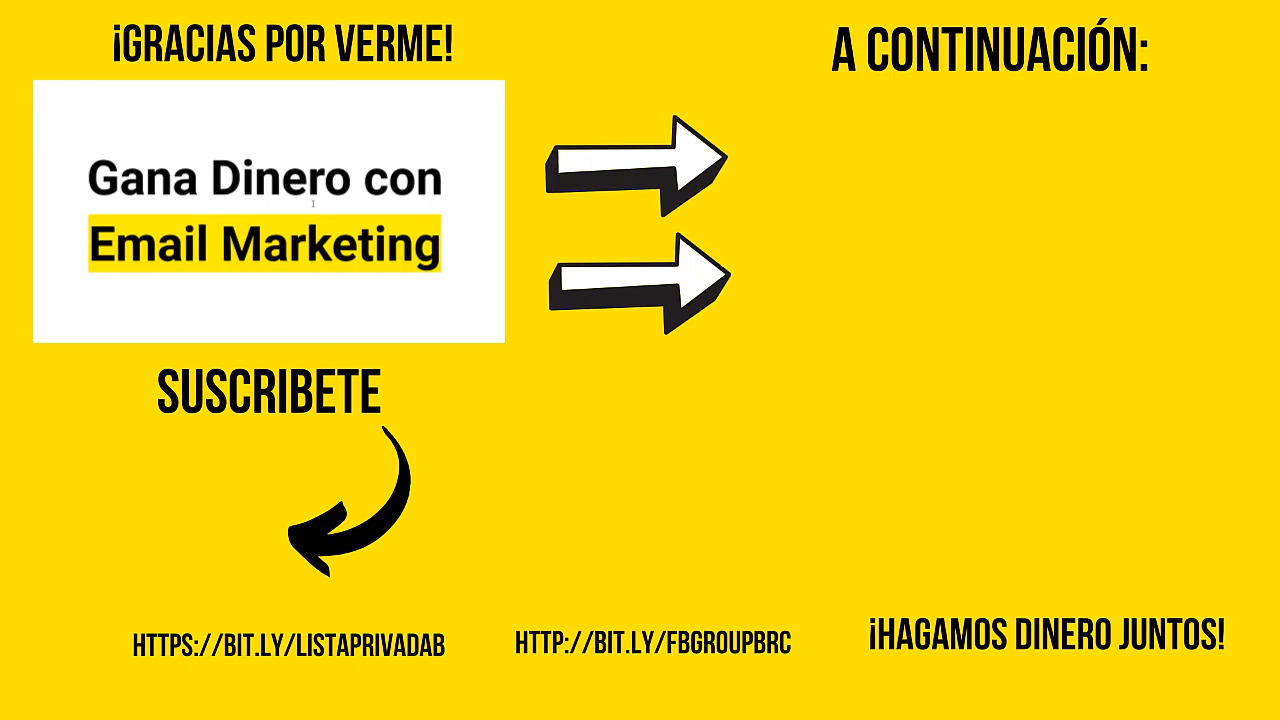 ¡GRACIAS POR VERME!
A CONTINUACIÓN:
Gana Dinero con
Email Marketing
SUSCRIBETE
HTTPS://BIT.LY/LISTAPRIVADAB
HTTP://BIT.LY/FBGROUPBRC
¡HAGAMOS DINERO JUNTOS!